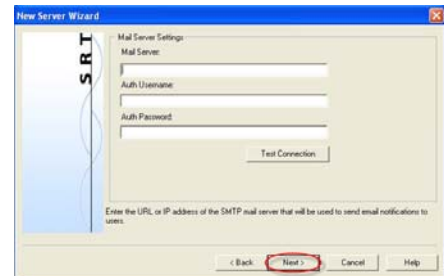 New Server Wizard
SRT
Mail Server Settings
Mail Server:
Auth Username:
Auth Password:
Test Connection
Enter the URL or IP address of the SMTP mail server that will be used to send email notifications to
users.
< Back
Next >
Cancel
Help